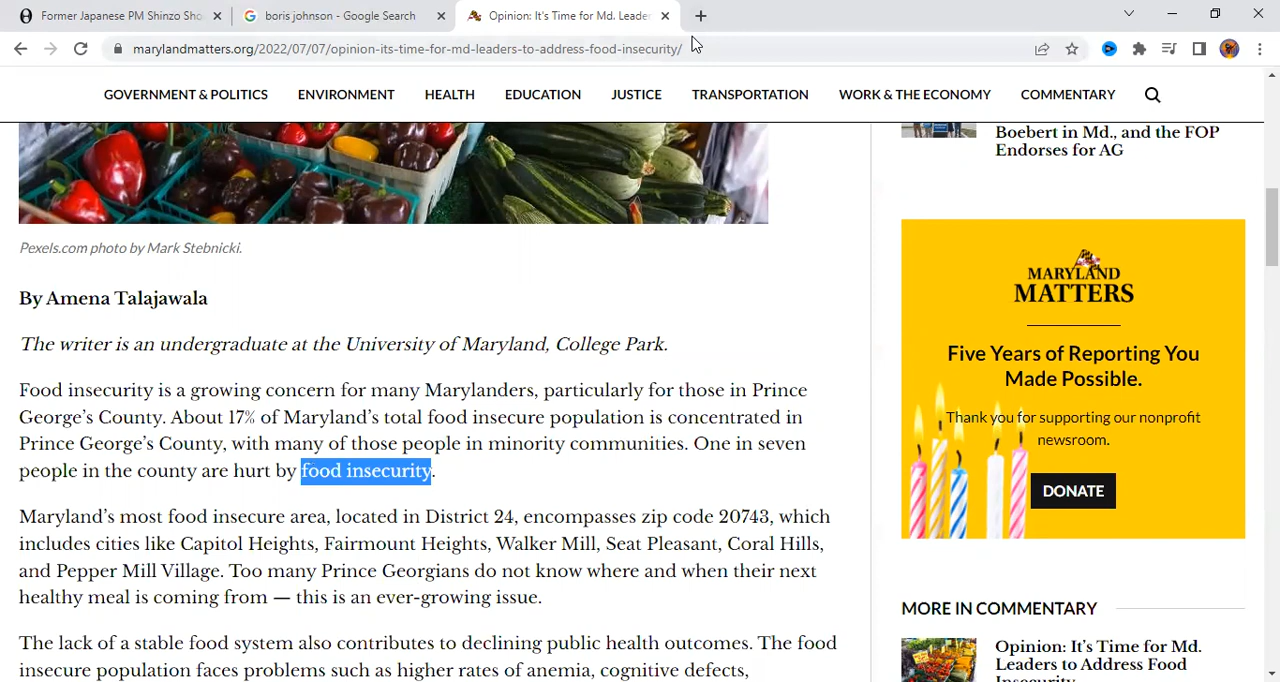 Former Japanese PM Shinzo Sho
boris johnson - Google Search
Opinion: It's Time for Md. Leader
marylandmatters.org/2022/07/07/opinion-its-time-for-md-leaders-to-address-food-insecurity/
GOVERNMENT & POLITICS
ENVIRONMENT
HEALTH
EDUCATION
JUSTICE
TRANSPORTATION
WORK & THE ECONOMY
COMMENTARY
Pexels.com photo by Mark Stebnicki.
By Amena Talajawala
The writer is an undergraduate at the University of Maryland, College Park.
Food insecurity is a growing concern for many Marylanders, particularly for those in Prince
George's County. About 17% of Maryland's total food insecure population is concentrated in
Prince George's County, with many of those people in minority communities. One in seven
people in the county are hurt by food insecurity.
Maryland's most food insecure area, located in District 24, encompasses zip code 20743, which
includes cities like Capitol Heights, Fairmount Heights, Walker Mill, Seat Pleasant, Coral Hills,
and Pepper Mill Village. Too many Prince Georgians do not know where and when their next
healthy meal is coming from — this is an ever-growing issue.
The lack of a stable food system also contributes to declining public health outcomes. The food
insecure population faces problems such as higher rates of anemia, cognitive defects,
Boebert in Md., and the FOP
Endorses for AG
MARYLAND
MATTERS
Five Years of Reporting You
Made Possible.
Thank you for supporting our nonprofit
newsroom.
DONATE
MORE IN COMMENTARY
Opinion: It's Time for Md.
Leaders to Address Food
Insecurity